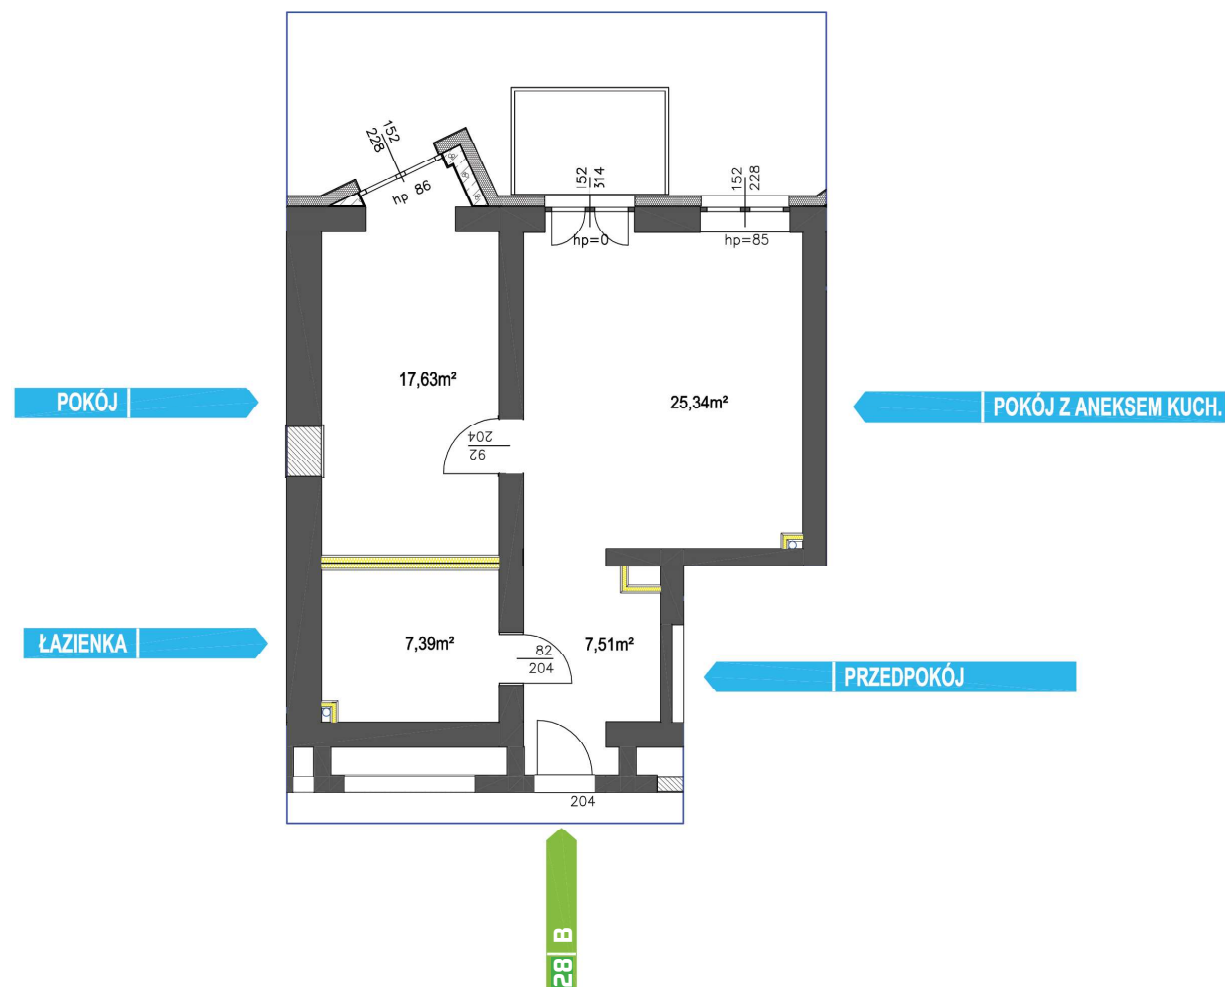 152
228
hp 86
152
314
hp=0
152
228
hp=85
17,63m²
25,34m²
POKÓJ
POKÓJ Z ANEKSEM KUCH.
92
204
ŁAZIENKA
7,39m²
82
204
7,51m²
PRZEDPOKÓJ
204
28 B